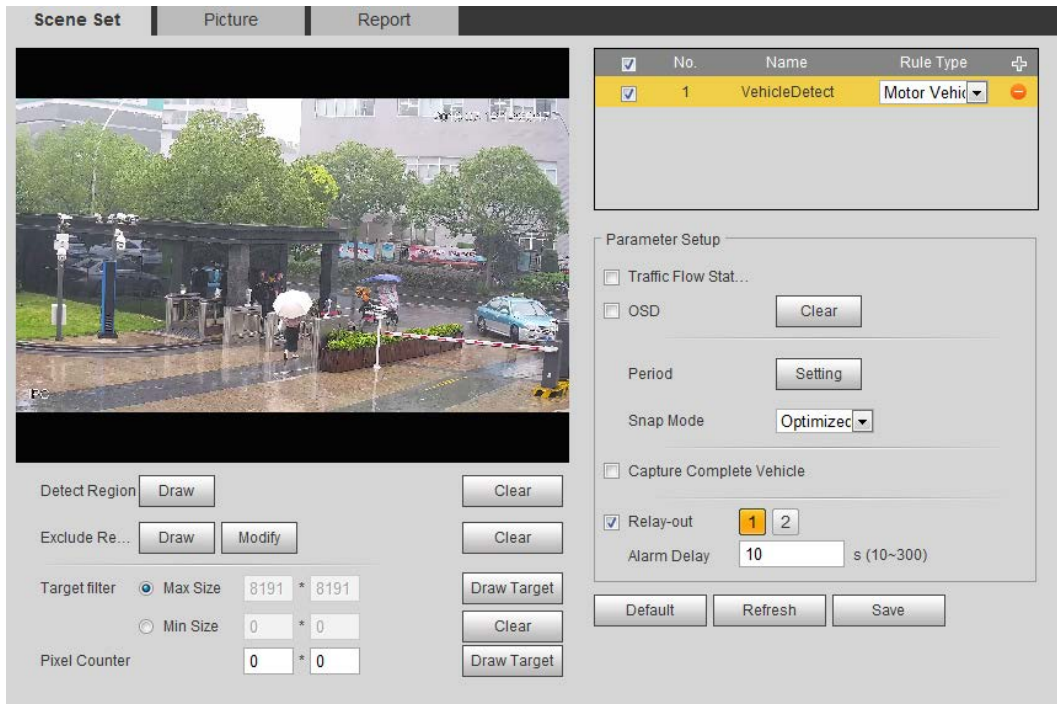 Scene Set Picture Report
No. Name Rule Type
1 VehicleDetect Motor Vehic
Parameter Setup
Traffic Flow Stat...
OSD Clear
Period Setting
Snap Mode Optimized
Capture Complete Vehicle
Relay-out 1 2
Alarm Delay 10 s (10~300)
Default Refresh Save
PC
Detect Region Draw Clear
Exclude Re... Draw Modify Clear
Target filter Max Size 8191 * 8191 Draw Target
Min Size 0 * 0 Clear
Pixel Counter 0 * 0 Draw Target